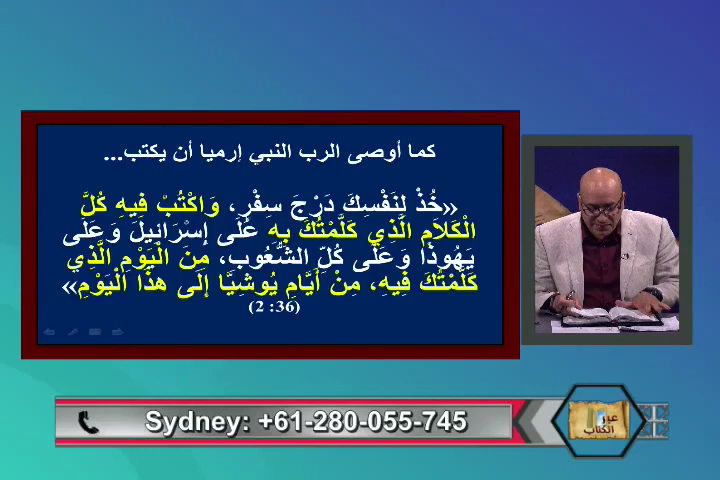 كما أوصى الرب النبي إرميا أن يكتب...
«خُذْ لِنَفْسِكَ دَرْجَ سِفْرٍ، وَاكْتُبْ فِيهِ كُلَّ
الْكَلاَمِ الَّذِي كَلَّمْتُكَ بِهِ عَلَى إِسْرَائِيلَ وَعَلَى
يَهُوذَا وَعَلَى كُلِّ الشُّعُوبِ، مِنَ الْيَوْمِ الَّذِي
كَلَّمْتُكَ فِيهِ، مِنْ أَيَّامِ يُوشِيَّا إِلَى هذَا الْيَوْمِ»
(36: 2)
Sydney: +61-280-055-745
عبر
الكتاب